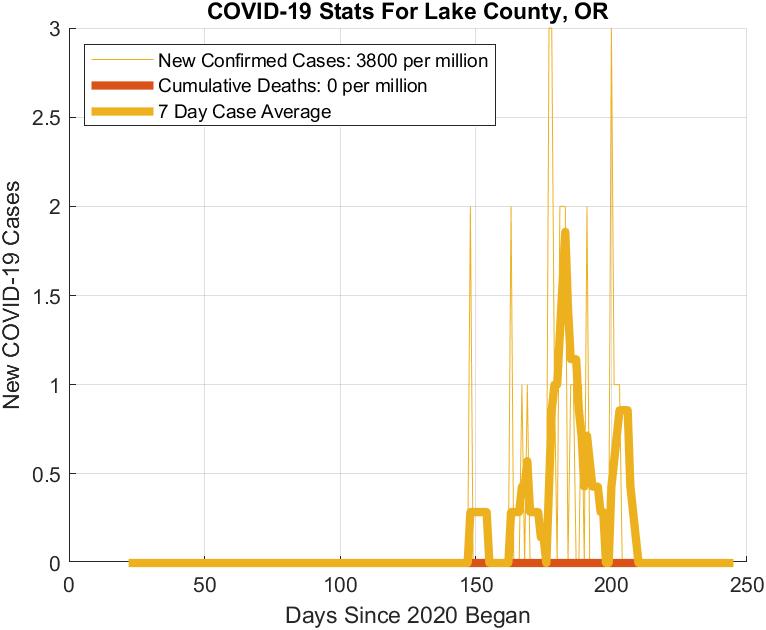 COVID-19 Stats For Lake County, OR
New Confirmed Cases: 3800 per million
Cumulative Deaths: 0 per million
7 Day Case Average
New COVID-19 Cases
3
2.5
2
1.5
1
0.5
0
0 50 100 150 200 250
Days Since 2020 Began